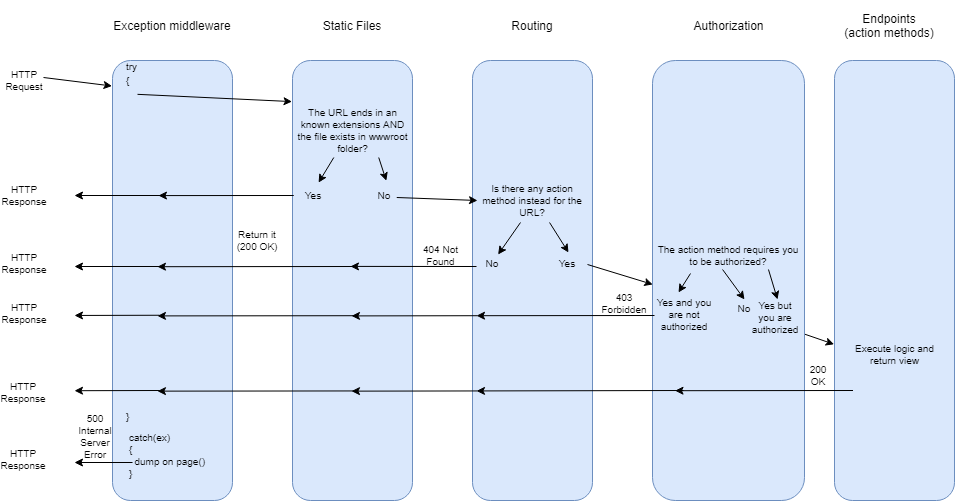 Exception middleware
Static Files
Routing
Authorization
Endpoints
(action methods)
HTTP
Request
try
{
The URL ends in an
known extensions AND
the file exists in wwwroot
folder?
Yes
No
HTTP
Response
Return it
(200 OK)
Is there any action
method instead for the
URL?
No
Yes
404 Not
Found
HTTP
Response
The action method requires you
to be authorized?
Yes and you
are not
authorized
No
Yes but
you are
authorized
403
Forbidden
HTTP
Response
Execute logic and
return view
200
OK
HTTP
Response
}
catch(ex)
{
dump on page()
}
500
Internal
Server
Error
HTTP
Response